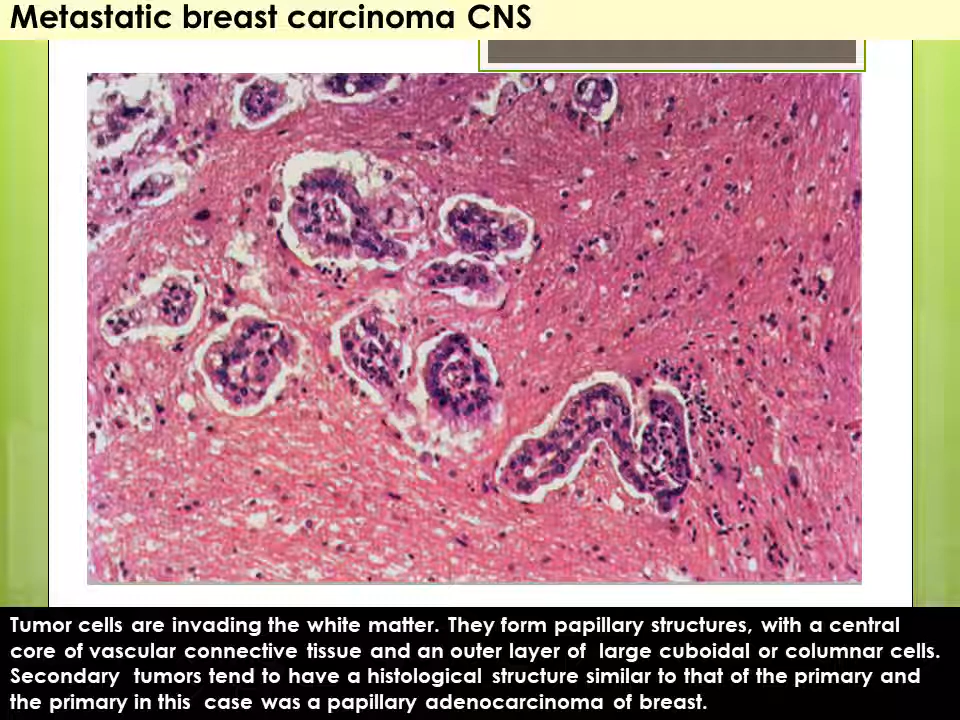 Metastatic breast carcinoma CNS
Tumor cells are invading the white matter. They form papillary structures, with a central
core of vascular connective tissue and an outer layer of large cuboidal or columnar cells.
Secondary tumors tend to have a histological structure similar to that of the primary and
the primary in this case was a papillary adenocarcinoma of breast.